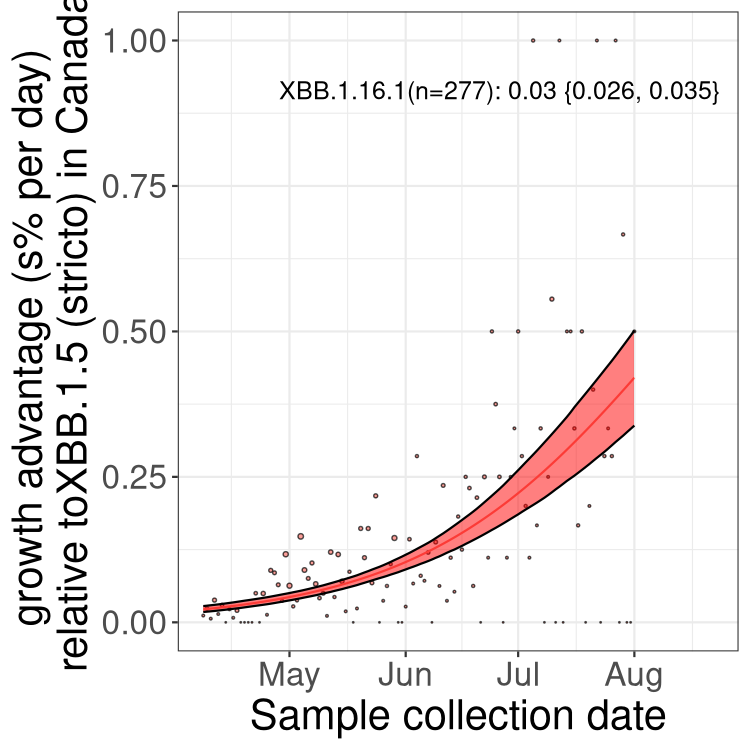 growth advantage (s% per day)
relative toXBB.1.5 (stricto) in Canada
1.00
XBB.1.16.1(n=277): 0.03 {0.026, 0.035}
0.75
0.50
0.25
0.00
May Jun Jul Aug
Sample collection date